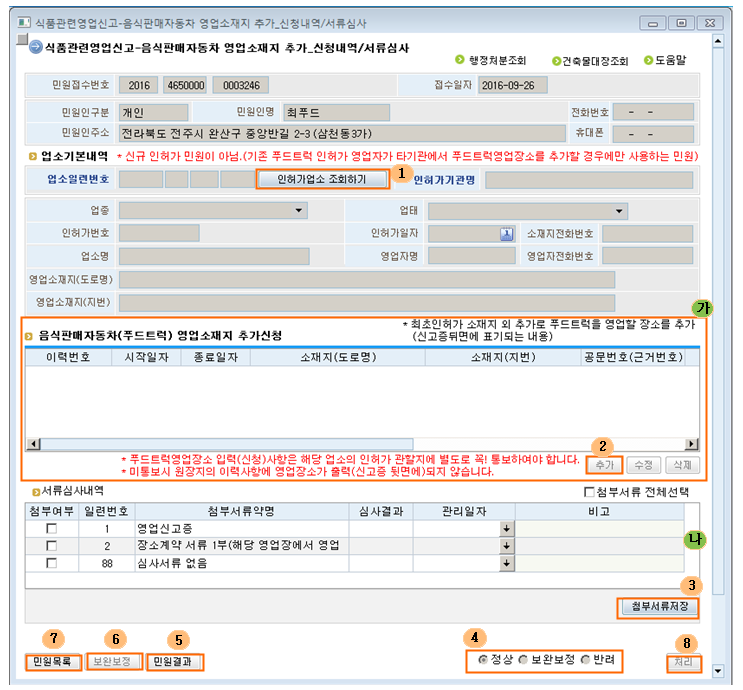 식품관련영업신고-음식판매자동차 영업소재지 추가_신청내역/서류심사
식품관련영업신고-음식판매자동차 영업소재지 추가_신청내역/서류심사
행정처분조회 건축물대장조회 도움말
민원접수번호 2016 4650000 0003246 접수일자 2016-09-26
민원인구분 개인 민원인명 최푸드 전화번호 - -
민원인주소 전라북도 전주시 완산구 중앙반길 2-3 (삼천동3가) 휴대폰 - -
업소기본내역 * 신규 인허가 민원이 아님.(기존 푸드트럭 인허가 영업자가 타기관에서 푸드트럭영업장소를 추가할 경우에만 사용하는 민원)
업소일련번호 인허가업소 조회하기 1 인허가기관명
업종 업태
인허가번호 인허가일자 1 소재지전화번호
업소명 영업자명 영업자전화번호
영업소재지(도로명)
영업소재지(지번)
가
음식판매자동차(푸드트럭) 영업소재지 추가신청 * 최초인허가 소재지 외 추가로 푸드트럭을 영업할 장소를 추가
(신고증뒤면에 표기되는 내용)
이력번호 시작일자 종료일자 소재지(도로명) 소재지(지번) 공문번호(근거번호)
2
* 푸드트럭영업장소 입력(신청)사항은 해당 업소의 인허가 관할지에 별도로 꼭! 통보하여야 합니다. 추가 수정 삭제
* 미통보시 원장지의 이력사항에 영업장소가 출력(신고증 뒷면에)되지 않습니다.
서류심사내역 첨부서류 전체선택
첨부여부 일련번호 첨부서류약명 심사결과 관리일자 비고
1 영업신고증
2 장소계약 서류 1부(해당 영업장에서 영업 나
88 심사서류 없음
3
첨부서류저장
7 6 5 4 8
민원목록 보완보정 민원결과 정상 보완보정 반려 처리